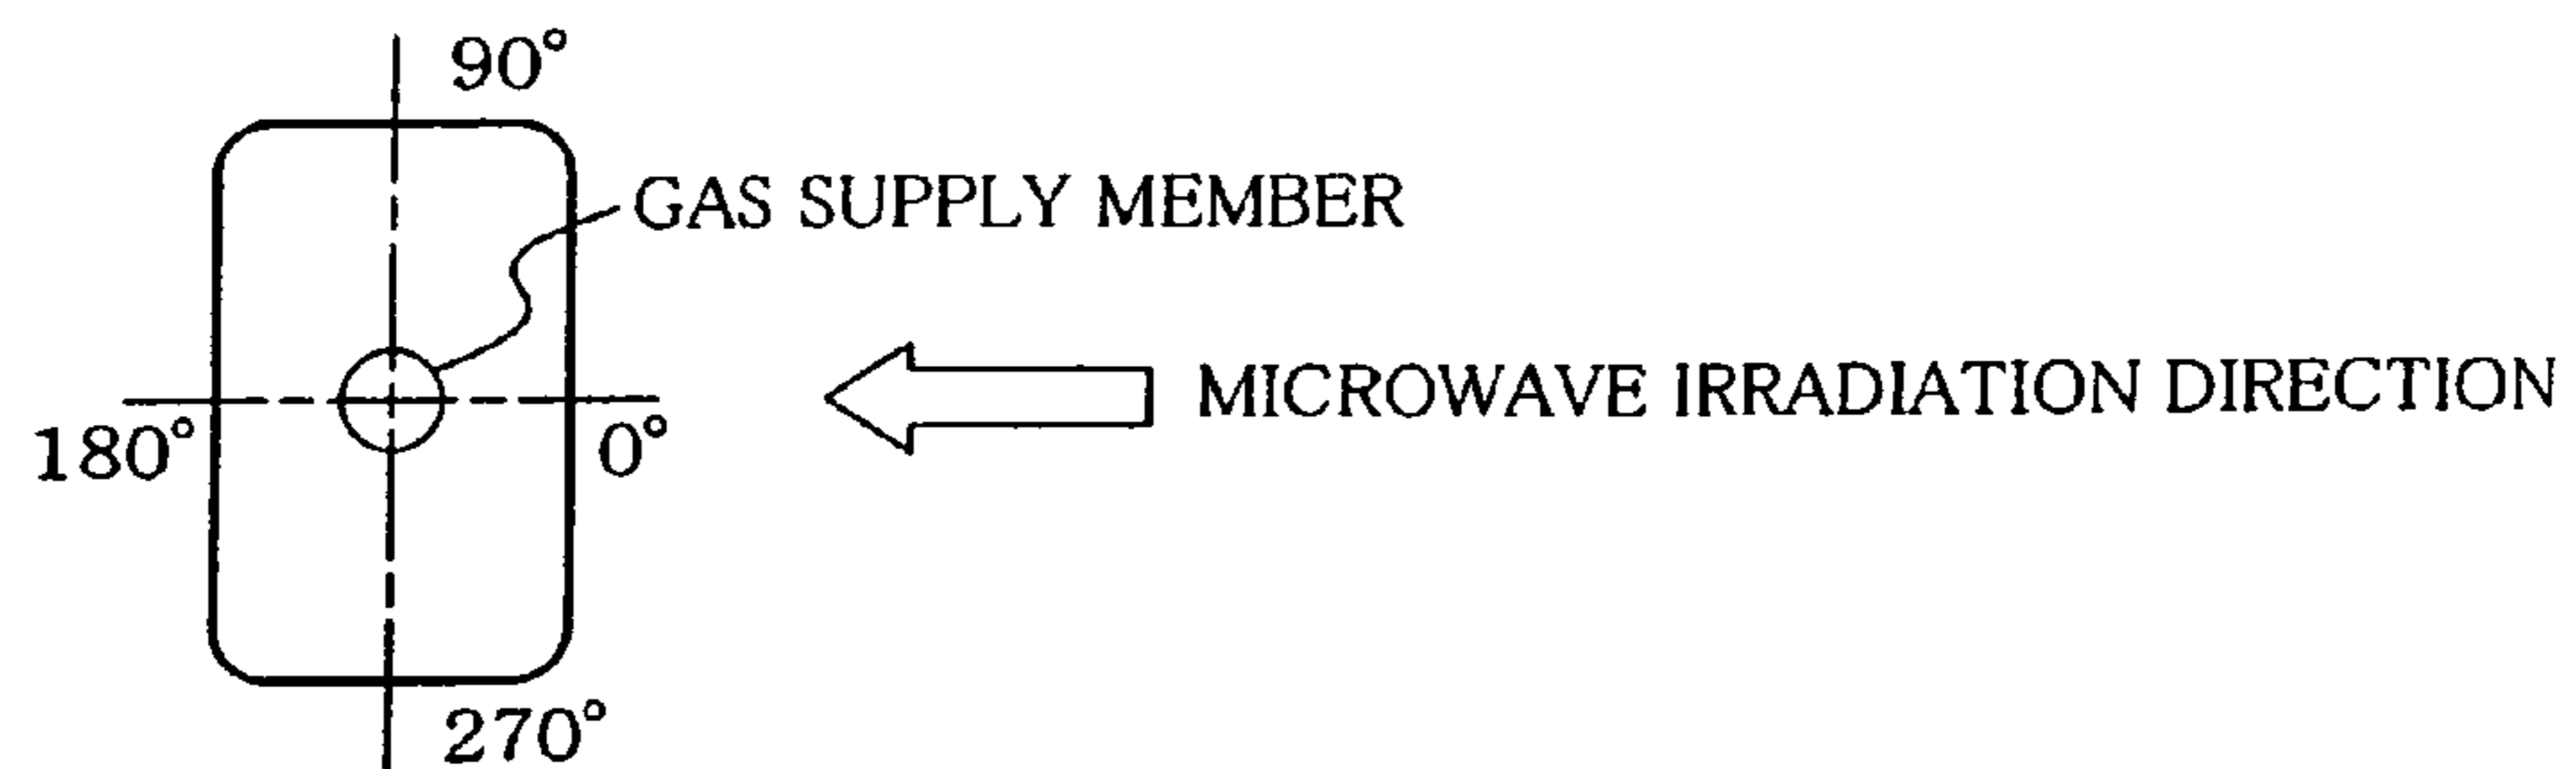 90°
GAS SUPPLY MEMBER
MICROWAVE IRRADIATION DIRECTION
180°
0°
270°